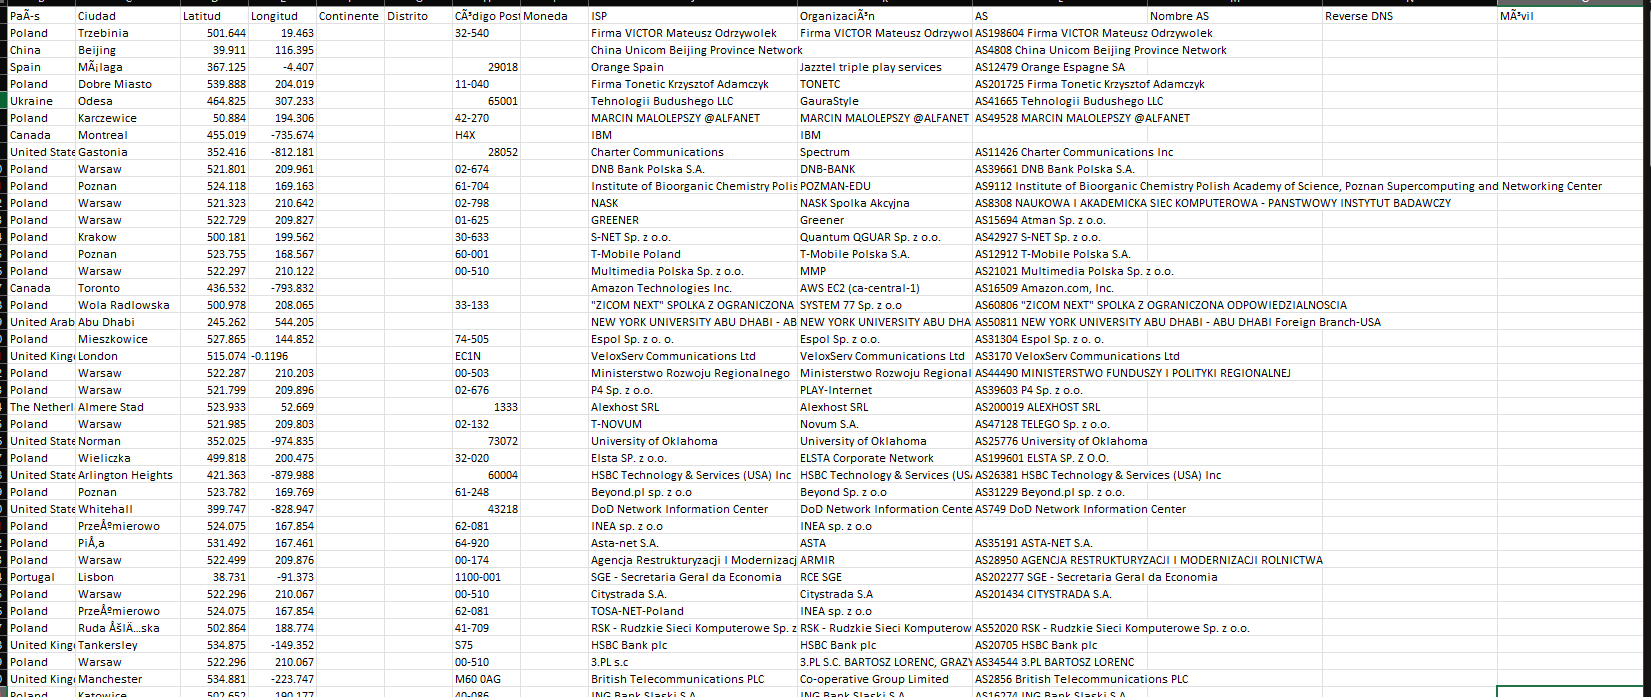 PaÃ­s Ciudad Latitud Longitud Continente Distrito CÃ³digo Post Moneda ISP OrganizaciÃ³n AS Nombre AS Reverse DNS MÃ³vil
Poland Trzebinia 501.644 19.463 32-540 Firma VICTOR Mateusz Odrzywolek Firma VICTOR Mateusz Odrzywol AS198604 Firma VICTOR Mateusz Odrzywolek
China Beijing 39.911 116.395 China Unicom Beijing Province Network AS4808 China Unicom Beijing Province Network
Spain MÃ¡laga 367.125 -4.407 29018 Orange Spain Jazztel triple play services AS12479 Orange Espagne SA
Poland Dobre Miasto 539.888 204.019 11-040 Firma Tonetic Krzysztof Adamczyk TONETC AS201725 Firma Tonetic Krzysztof Adamczyk
Ukraine Odesa 464.825 307.233 65001 Tehnologii Budushego LLC GauraStyle AS41665 Tehnologii Budushego LLC
Poland Karczewice 50.884 194.306 42-270 MARCIN MALOLEPSZY @ALFANET MARCIN MALOLEPSZY @ALFANET AS49528 MARCIN MALOLEPSZY @ALFANET
Canada Montreal 455.019 -735.674 H4X IBM IBM
United State Gastonia 352.416 -812.181 28052 Charter Communications Spectrum AS11426 Charter Communications Inc
Poland Warsaw 521.801 209.961 02-674 DNB Bank Polska S.A. DNB-BANK AS39661 DNB Bank Polska S.A.
Poland Poznan 524.118 169.163 61-704 Institute of Bioorganic Chemistry Polis POZMAN-EDU AS9112 Institute of Bioorganic Chemistry Polish Academy of Science, Poznan Supercomputing and Networking Center
Poland Warsaw 521.323 210.642 02-798 NASK NASK Spolka Akcyjna AS8308 NAUKOWA I AKADEMICKA SIEC KOMPUTEROWA - PANSTWOWY INSTYTUT BADAWCZY
Poland Warsaw 522.729 209.827 01-625 GREENER Greener AS15694 Atman Sp. z o.o.
Poland Krakow 500.181 199.562 30-633 S-NET Sp. z o.o. Quantum QGUAR Sp. z o.o. AS42927 S-NET Sp. z o.o.
Poland Poznan 523.755 168.567 60-001 T-Mobile Poland T-Mobile Polska S.A. AS12912 T-Mobile Polska S.A.
Poland Warsaw 522.297 210.122 00-510 Multimedia Polska Sp. z o.o. MMP AS21021 Multimedia Polska Sp. z o.o.
Canada Toronto 436.532 -793.832 Amazon Technologies Inc. AWS EC2 (ca-central-1) AS16509 Amazon.com, Inc.
Poland Wola Radlowska 500.978 208.065 33-133 "ZICOM NEXT" SPOLKA Z OGRANICZONA SYSTEM 77 Sp. z o.o AS60806 "ZICOM NEXT" SPOLKA Z OGRANICZONA ODPOWIEDZIALNOSCIA
United Arab Abu Dhabi 245.262 544.205 NEW YORK UNIVERSITY ABU DHABI - AB NEW YORK UNIVERSITY ABU DHA AS50811 NEW YORK UNIVERSITY ABU DHABI - ABU DHABI Foreign Branch-USA
Poland Mieszkowice 527.865 144.852 74-505 Espol Sp. z o. o. Espol Sp. z o.o. AS31304 Espol Sp. z o. o.
United King London 515.074 -0.1196 EC1N VeloxServ Communications Ltd VeloxServ Communications Ltd AS3170 VeloxServ Communications Ltd
Poland Warsaw 522.287 210.203 00-503 Ministerstwo Rozwoju Regionalnego Ministerstwo Rozwoju Regional AS44490 MINISTERSTWO FUNDUSZY I POLITYKI REGIONALNEJ
Poland Warsaw 521.799 209.896 02-676 P4 Sp. z o.o. PLAY-Internet AS39603 P4 Sp. z o.o.
The Netherl Almere Stad 523.933 52.669 1333 Alexhost SRL Alexhost SRL AS200019 ALEXHOST SRL
Poland Warsaw 521.985 209.803 02-132 T-NOVUM Novum S.A. AS47128 TELEGO Sp. z o.o.
United State Norman 352.025 -974.835 73072 University of Oklahoma University of Oklahoma AS25776 University of Oklahoma
Poland Wieliczka 499.818 200.475 32-020 Elsta SP. z o.o. ELSTA Corporate Network AS199601 ELSTA SP. Z O.O.
United State Arlington Heights 421.363 -879.988 60004 HSBC Technology & Services (USA) Inc HSBC Technology & Services (US AS26381 HSBC Technology & Services (USA) Inc
Poland Poznan 523.782 169.769 61-248 Beyond.pl sp. z o.o Beyond Sp. z o.o AS31229 Beyond.pl sp. z o.o.
United State Whitehall 399.747 -828.947 43218 DoD Network Information Center DoD Network Information Cente AS749 DoD Network Information Center
Poland PrzeÅºmierowo 524.075 167.854 62-081 INEA sp. z o.o INEA sp. z o.o
Poland PiÅ‚a 531.492 167.461 64-920 Asta-net S.A. ASTA AS35191 ASTA-NET S.A.
Poland Warsaw 522.499 209.876 00-174 Agencja Restrukturyzacji I Modernizacj ARMIR AS28950 AGENCJA RESTRUKTURYZACJI I MODERNIZACJI ROLNICTWA
Portugal Lisbon 38.731 -91.373 1100-001 SGE - Secretaria Geral da Economia RCE SGE AS202277 SGE - Secretaria Geral da Economia
Poland Warsaw 522.296 210.067 00-510 Citystrada S.A. Citystrada S.A AS201434 CITYSTRADA S.A.
Poland PrzeÅºmierowo 524.075 167.854 62-081 TOSA-NET-Poland INEA sp. z o.o
Poland Ruda ÅšlÄ…ska 502.864 188.774 41-709 RSK - Rudzkie Sieci Komputerowe Sp. z RSK - Rudzkie Sieci Komputerow AS52020 RSK - Rudzkie Sieci Komputerowe Sp. z o.o.
United King Tankersley 534.875 -149.352 S75 HSBC Bank plc HSBC Bank plc AS20705 HSBC Bank plc
Poland Warsaw 522.296 210.067 00-510 3.PL s.c 3.PL S.C. BARTOSZ LORENC, GRAZY AS34544 3.PL BARTOSZ LORENC
United King Manchester 534.881 -223.747 M60 0AG British Telecommunications PLC Co-operative Group Limited AS2856 British Telecommunications PLC
Poland Katowice 502.652 190.177 40-086 ING Bank Slaski S.A. ING Bank Slaski S.A. AS16274 ING Bank Slaski S.A.